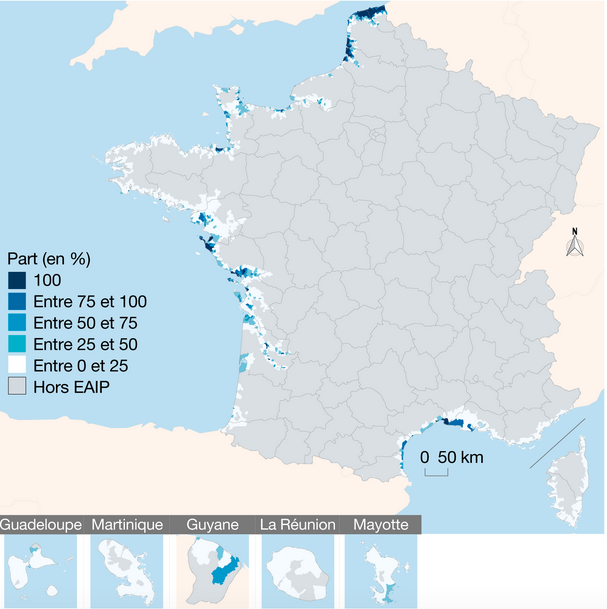 N
Part (en %)
100
Entre 75 et 100
Entre 50 et 75
Entre 25 et 50
Entre 0 et 25
Hors EAIP
0 50 km
Guadeloupe Martinique Guyane La Réunion Mayotte